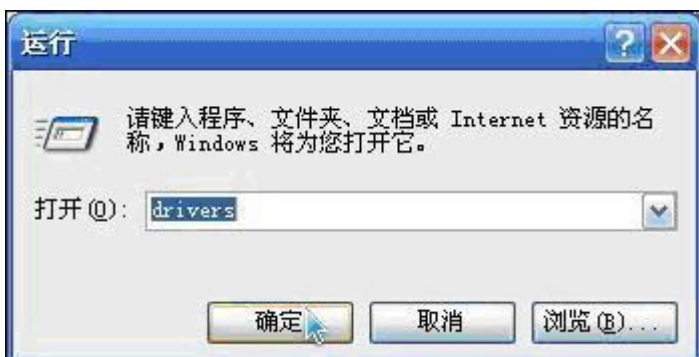 运行
请键入程序、文件夹、文档或 Internet 资源的名
称，Windows 将为您打开它。
打开(O): drivers
确定 取消 浏览(B)...